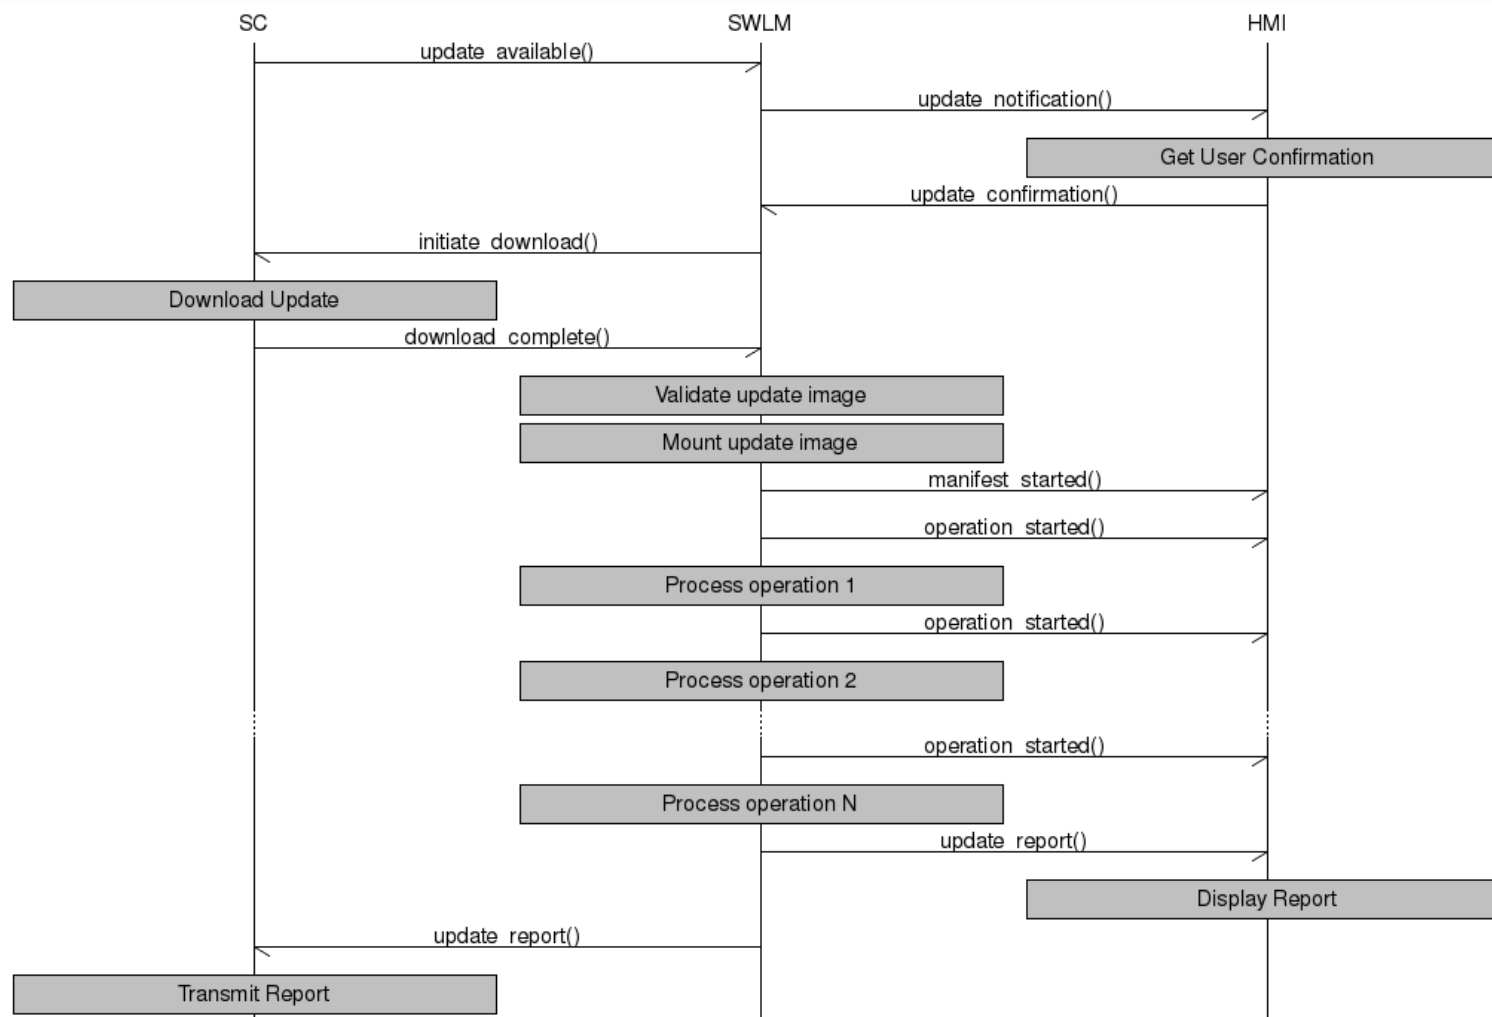 SC SWLM HMI
update_available()
update_notification()
Get User Confirmation
update_confirmation()
initiate_download()
Download Update
download_complete()
Validate update image
Mount update image
manifest_started()
operation_started()
Process operation 1
operation_started()
Process operation 2
operation_started()
Process operation N
update_report()
Display Report
update_report()
Transmit Report